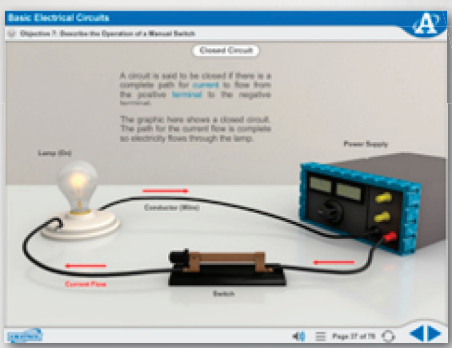 Basic Electrical Circuits
Objective 7: Describe the Operation of a Manual Switch
Closed Circuit
A circuit is said to be closed if there is a
complete path for current to flow from
the positive terminal to the negative
terminal.
The graphic here shows a closed circuit.
The path for the current flow is complete
so electricity flows through the lamp.
Power Supply
Lamp (On)
Conductor (Wire)
Current Flow
Switch
Page 27 of 78